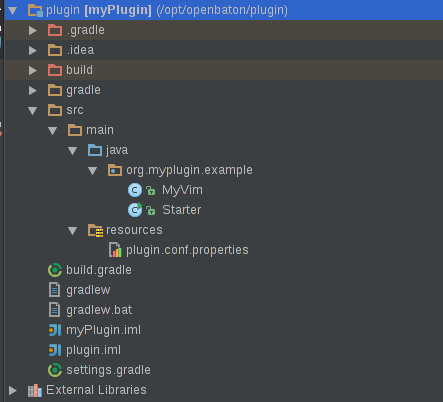 plugin [myPlugin] (/opt/openbaton/plugin)
.gradle
.idea
build
gradle
src
main
java
org.myplugin.example
MyVim
Starter
resources
plugin.conf.properties
build.gradle
gradlew
gradlew.bat
myPlugin.iml
plugin.iml
settings.gradle
External Libraries